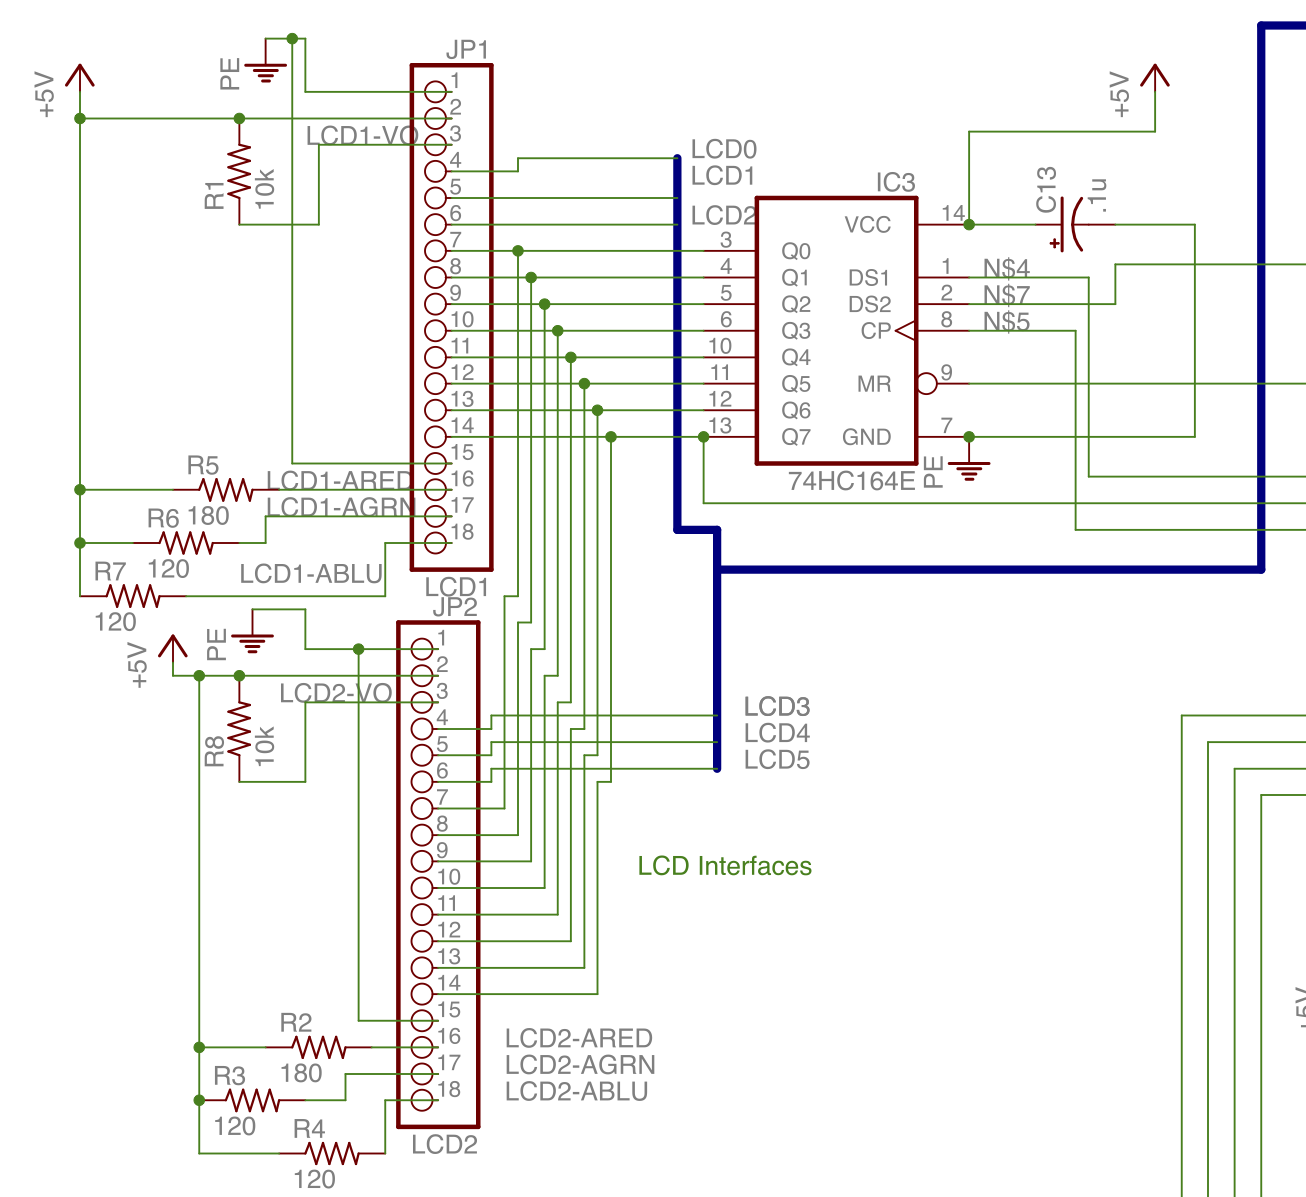 JP1
PE
+5V
1
2
LCD1-VO
3
4
5
6
7
8
9
10
11
12
13
14
15
16
17
18
R1
10k
R5
180
LCD1-ARED
LCD1-AGRN
R6
120
R7
120
LCD1-ABLU
LCD1
LCD0
LCD1
LCD2
+5V
C13
.1u
+
IC3
VCC
14
3
Q0
4
Q1
DS1
1
N$4
5
Q2
DS2
2
N$7
6
Q3
CP
8
N$5
10
Q4
11
Q5
MR
9
12
Q6
13
Q7
GND
7
74HC164E
PE
JP2
PE
+5V
1
2
LCD2-VO
3
4
5
6
7
8
9
10
11
12
13
14
15
16
17
18
R8
10k
LCD3
LCD4
LCD5
LCD Interfaces
R2
180
R3
120
R4
120
LCD2-ARED
LCD2-AGRN
LCD2-ABLU
LCD2